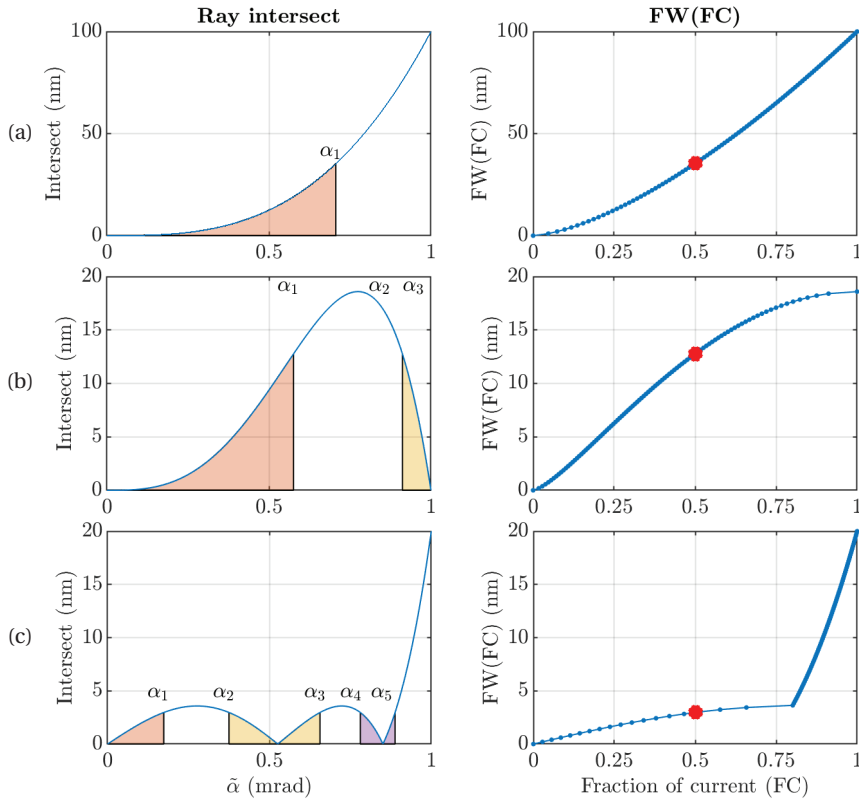 Ray intersect
FW(FC)
(a)
Intersect (nm)
100
50
0
α1
0
0.5
1
FW(FC) (nm)
100
50
0
0
0.25
0.5
0.75
1
(b)
Intersect (nm)
20
15
10
5
0
α1
α2
α3
0
0.5
1
FW(FC) (nm)
20
15
10
5
0
0
0.25
0.5
0.75
1
(c)
Intersect (nm)
20
15
10
5
0
α1
α2
α3
α4
α5
0
0.5
1
α̃ (mrad)
FW(FC) (nm)
20
15
10
5
0
0
0.25
0.5
0.75
1
Fraction of current (FC)